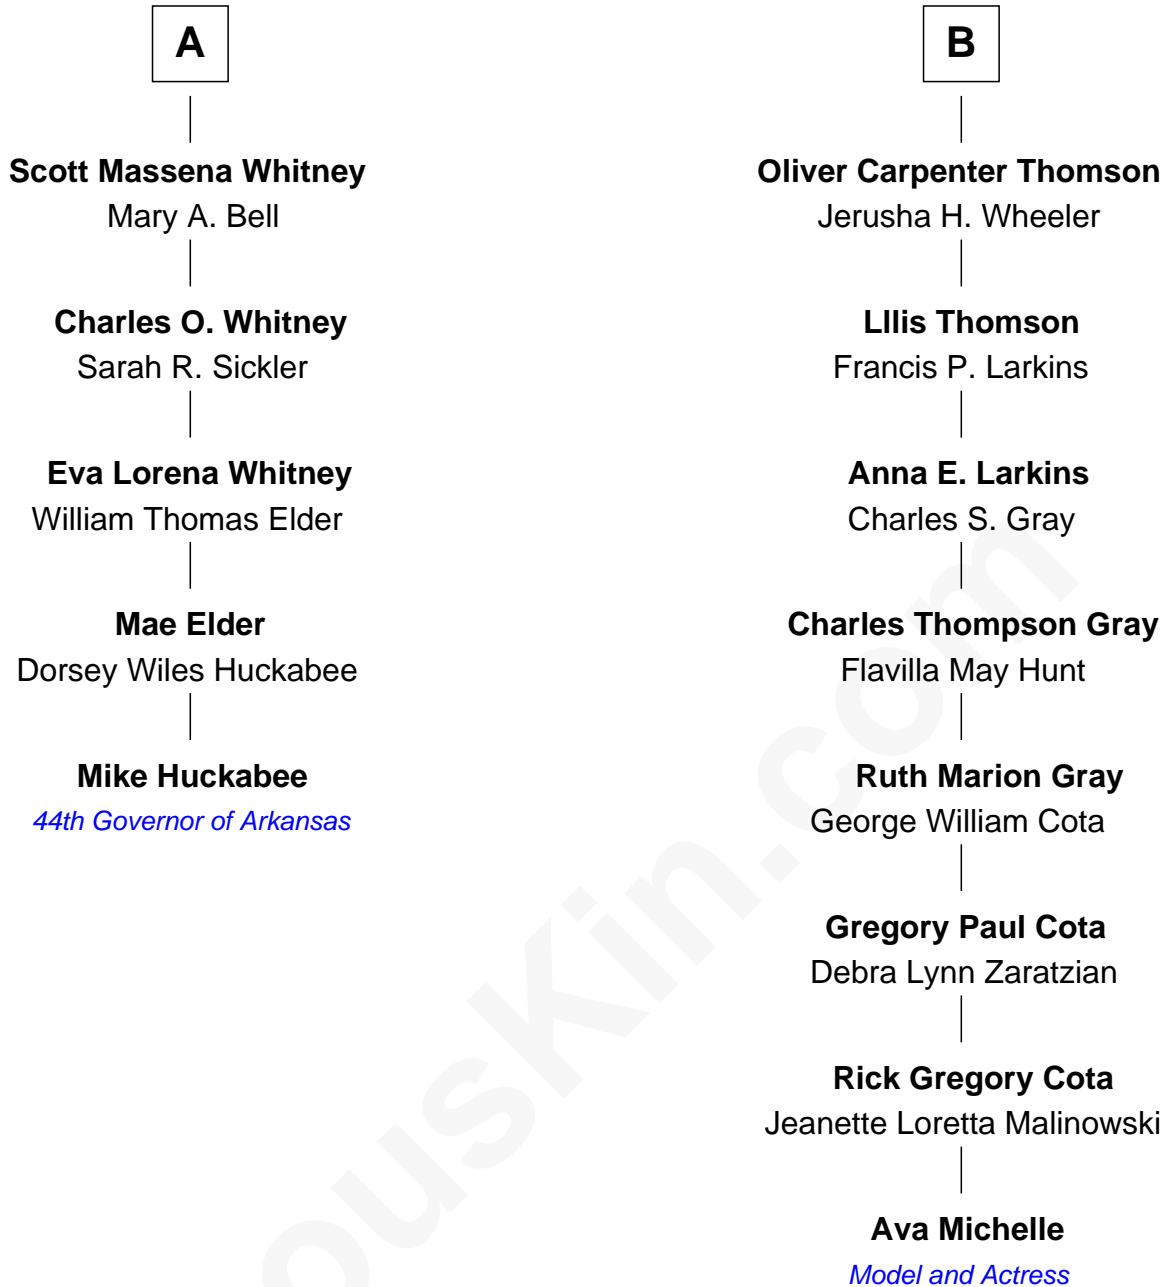 A
Scott Massena Whitney
Mary A. Bell
Charles O. Whitney
Sarah R. Sickler
Eva Lorena Whitney
William Thomas Elder
Mae Elder
Dorsey Wiles Huckabee
Mike Huckabee
44th Governor of Arkansas
B
Oliver Carpenter Thomson
Jerusha H. Wheeler
LIlis Thomson
Francis P. Larkins
Anna E. Larkins
Charles S. Gray
Charles Thompson Gray
Flavilla May Hunt
Ruth Marion Gray
George William Cota
Gregory Paul Cota
Debra Lynn Zaratzian
Rick Gregory Cota
Jeanette Loretta Malinowski
Ava Michelle
Model and Actress
ousKin.com